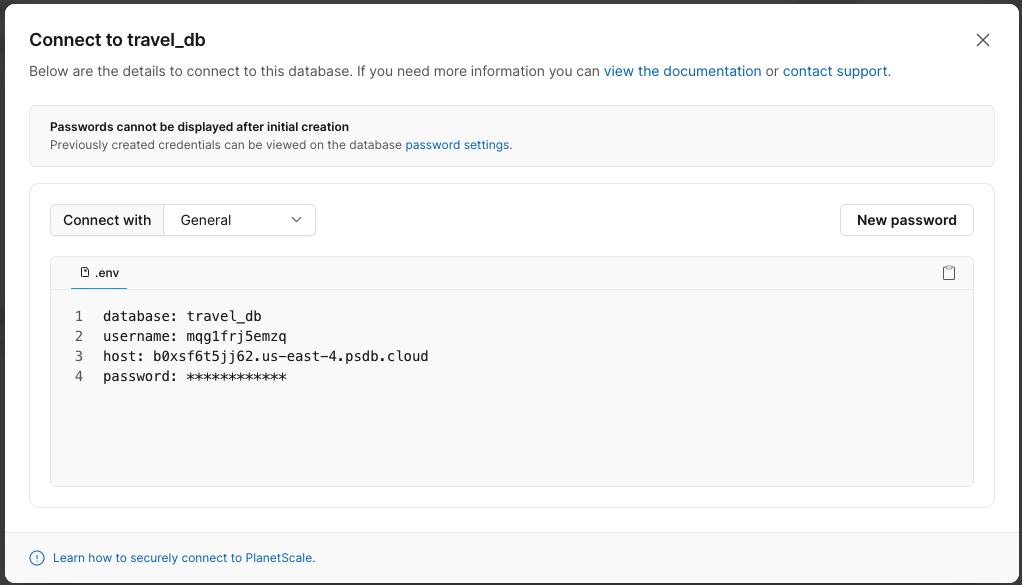 Connect to travel_db
Below are the details to connect to this database. If you need more information you can view the documentation or contact support.
Passwords cannot be displayed after initial creation
Previously created credentials can be viewed on the database password settings.
Connect with General New password
.env
1 database: travel_db
2 username: mqg1frj5emzq
3 host: b0xsf6t5jj62.us-east-4.psdb.cloud
4 password: ************
Learn how to securely connect to PlanetScale.